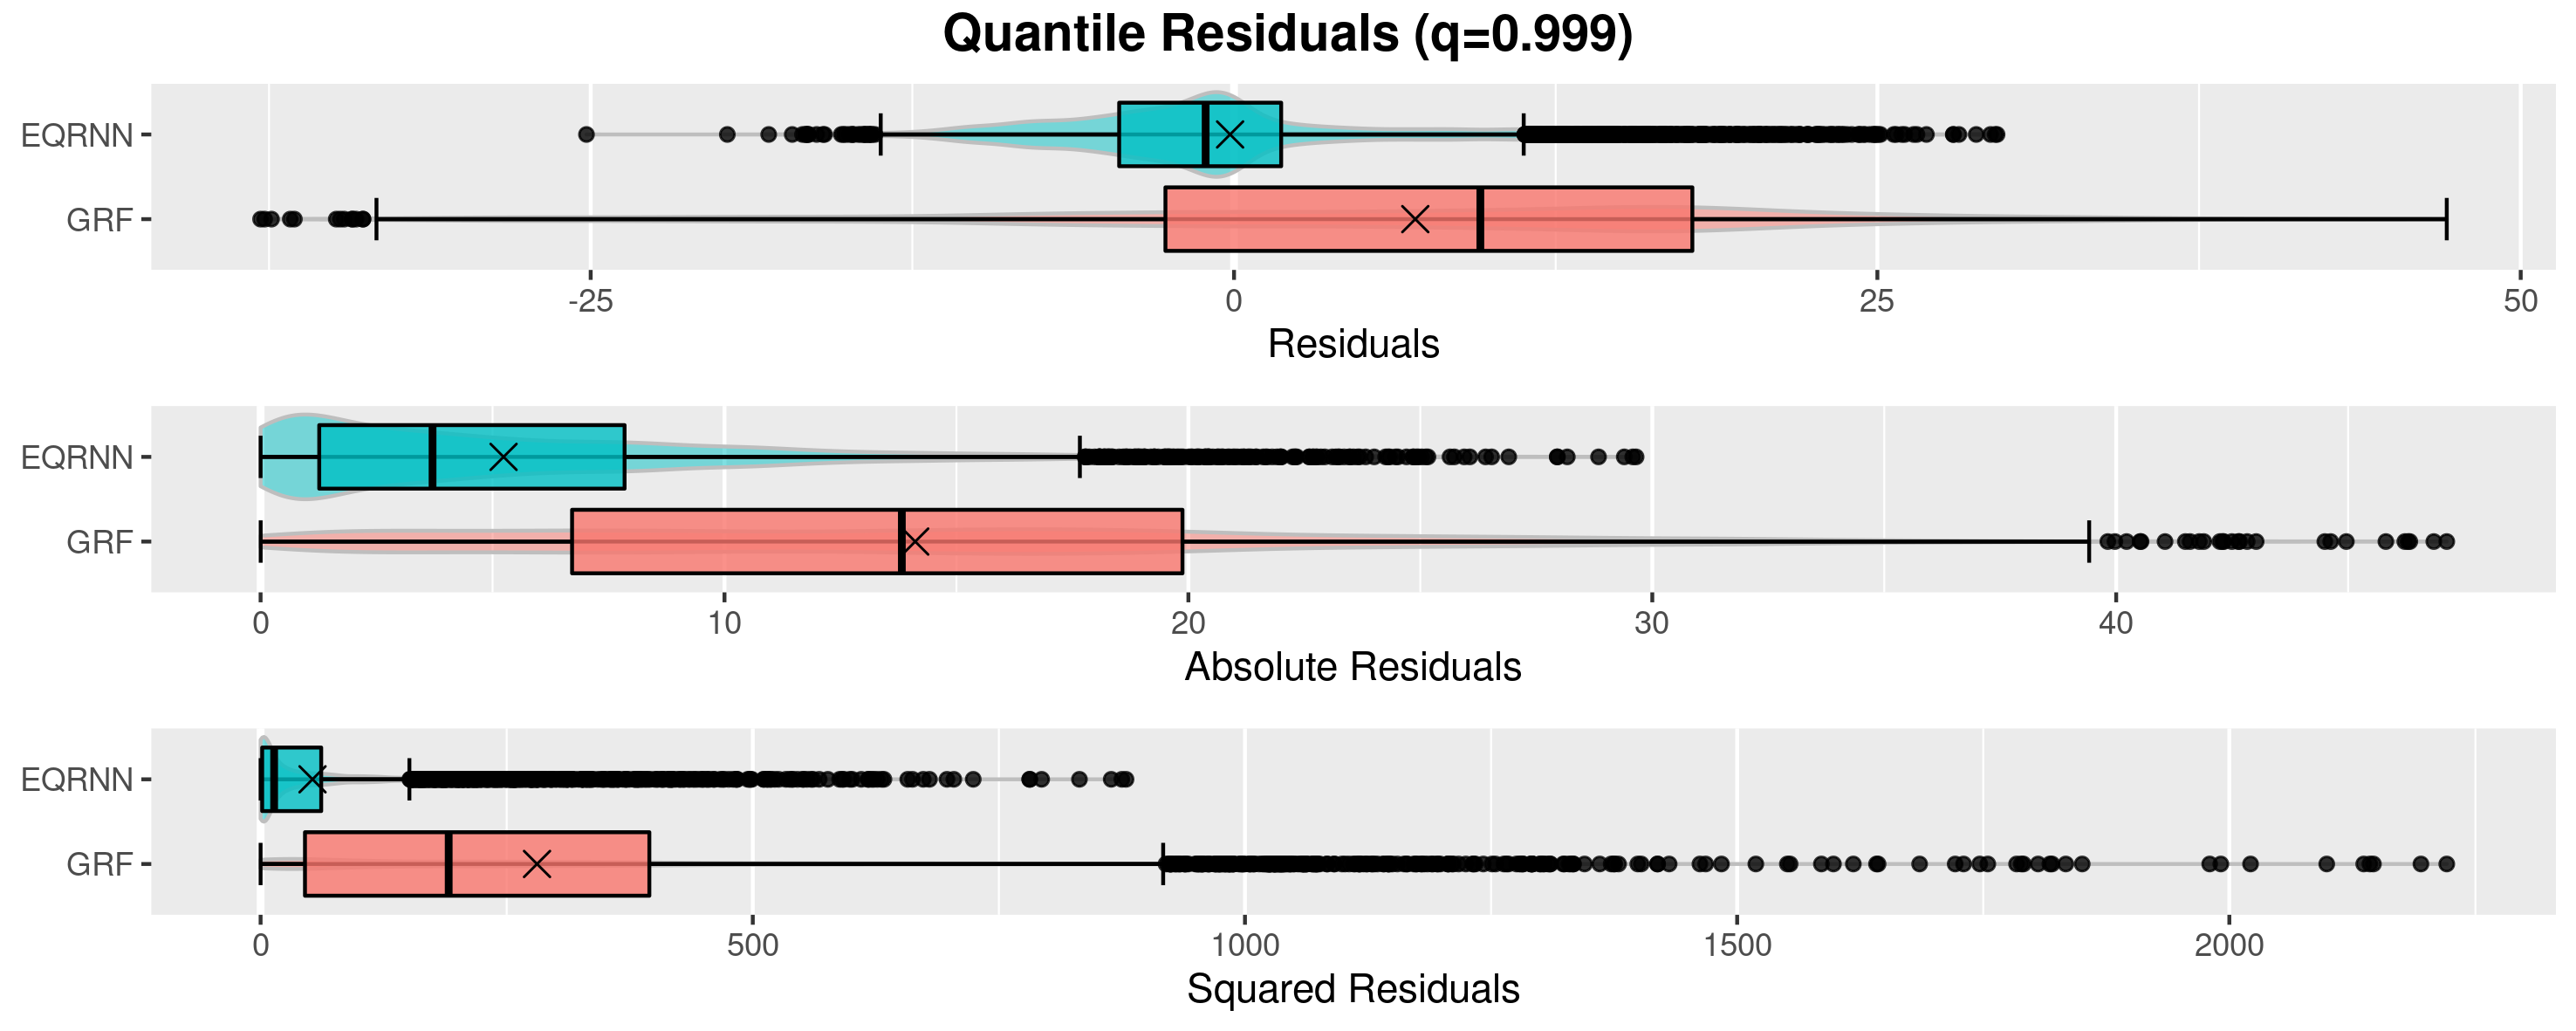 Quantile Residuals (q=0.999)
EQRNN
GRF
-25 0 25 50
Residuals
EQRNN
GRF
0 10 20 30 40
Absolute Residuals
EQRNN
GRF
0 500 1000 1500 2000
Squared Residuals